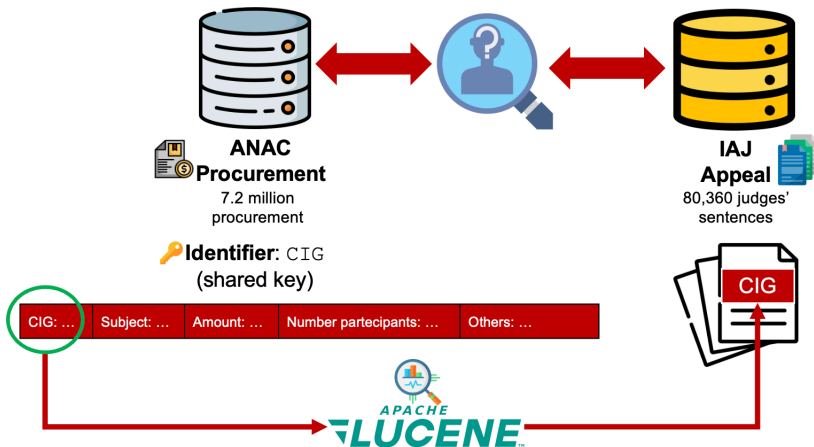 ANAC
Procurement
7.2 million
procurement
IAJ
Appeal
80,360 judges’
sentences
Identifier: CIG
(shared key)
CIG
CIG: … Subject: … Amount: … Number partecipants: … Others: …
APACHE
LUCENE™